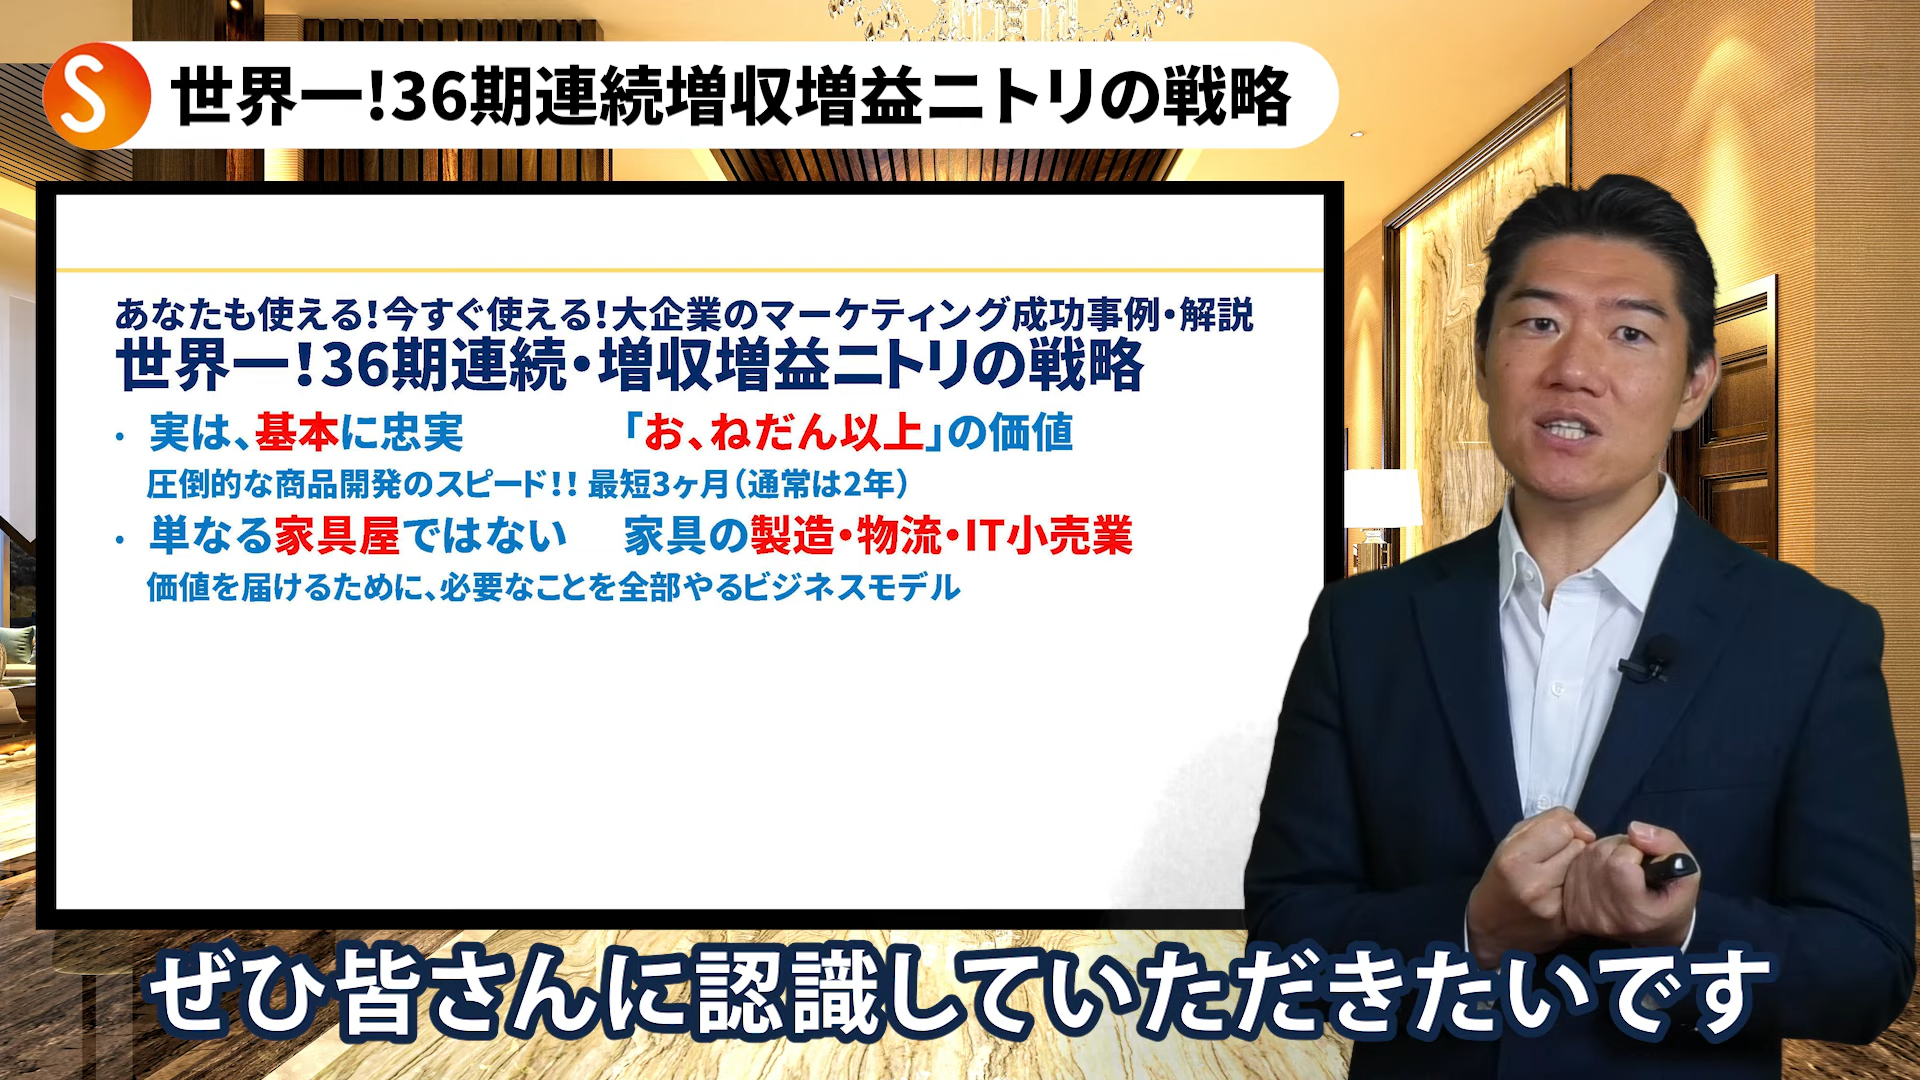 S 世界一!36期連続増収増益ニトリの戦略
あなたも使える!今すぐ使える!大企業のマーケティング成功事例・解説
世界一!36期連続・増収増益ニトリの戦略
・ 実は、基本に忠実 「お、ねだん以上」の価値
圧倒的な商品開発のスピード!! 最短3ヶ月(通常は2年)
・ 単なる家具屋ではない 家具の製造・物流・IT小売業
価値を届けるために、必要なことを全部やるビジネスモデル
ぜひ皆さんに認識していただきたいです